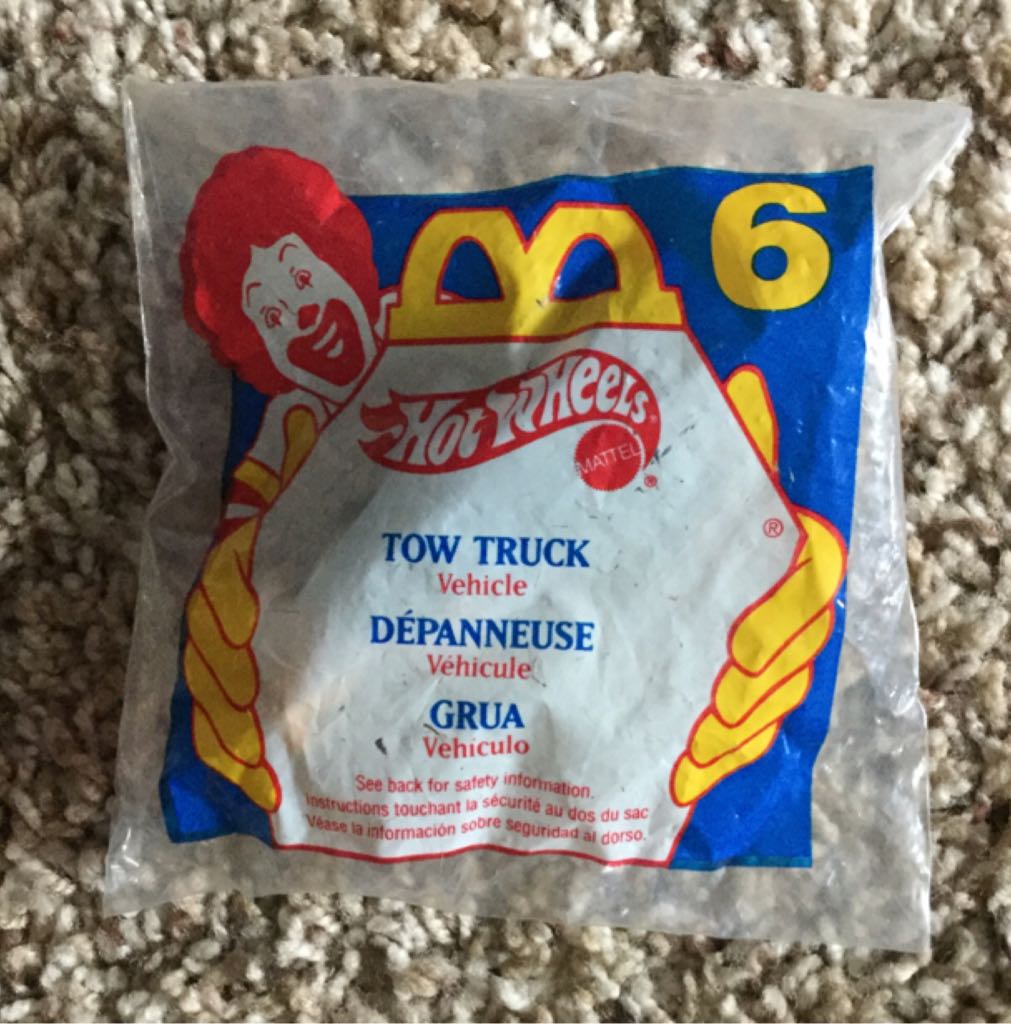 6
HOT WHEELS®
MATTEL®
®
TOW TRUCK
Vehicle
DÉPANNEUSE
Véhicule
GRUA
Vehículo
See back for safety information.
Instructions touchant la sécurité au dos du sac
Véase la información sobre seguridad al dorso.